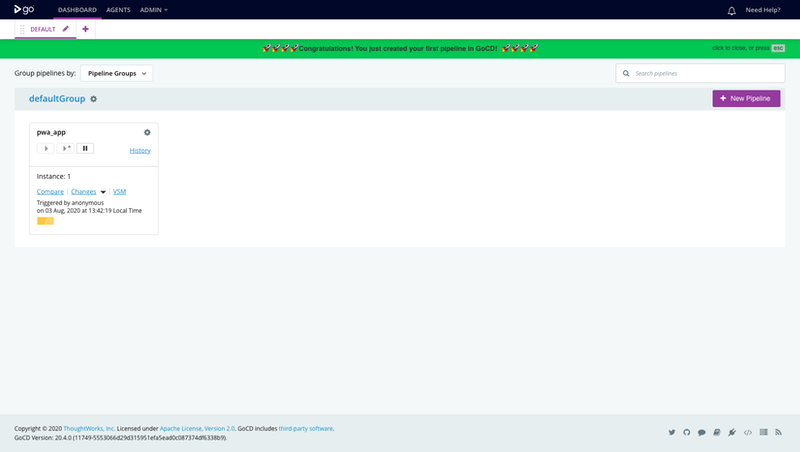 go DASHBOARD AGENTS ADMIN Need Help?
DEFAULT
Congratulations! You just created your first pipeline in GoCD!
click to close, or press esc
Group pipelines by: Pipeline Groups Search pipelines
defaultGroup New Pipeline
pwa_app
History
Instance: 1
Compare Changes VSM
Triggered by anonymous
on 03 Aug, 2020 at 13:42:19 Local Time
Copyright © 2020 ThoughtWorks, Inc. Licensed under Apache License, Version 2.0. GoCD includes third-party software.
GoCD Version: 20.4.0 (11749-5553066d29d315951efa5ead0c087374df6338b9).